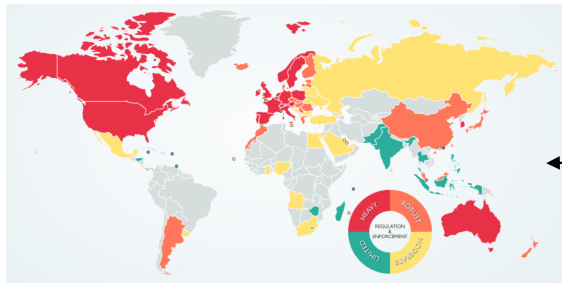 HEAVY
ROBUST
REGULATION
&
ENFORCEMENT
LIMITED
MODERATE